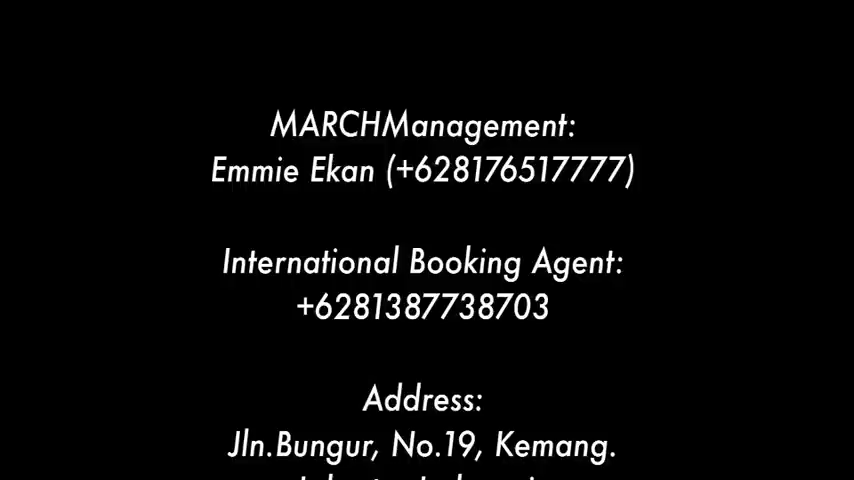 MARCHManagement:
Emmie Ekan (+628176517777)
International Booking Agent:
+6281387738703
Address:
Jln.Bungur, No.19, Kemang.